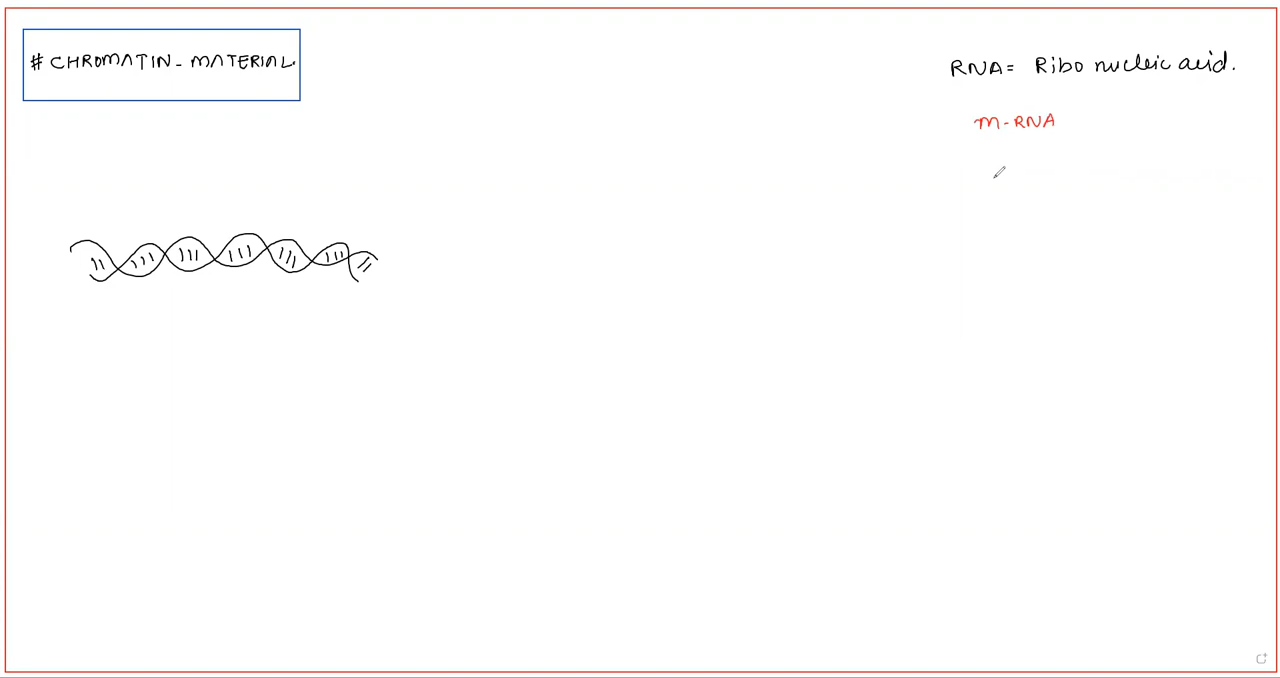 # CHROMATIN - MATERIAL
RNA = Ribo nucleic acid.
m - RNA